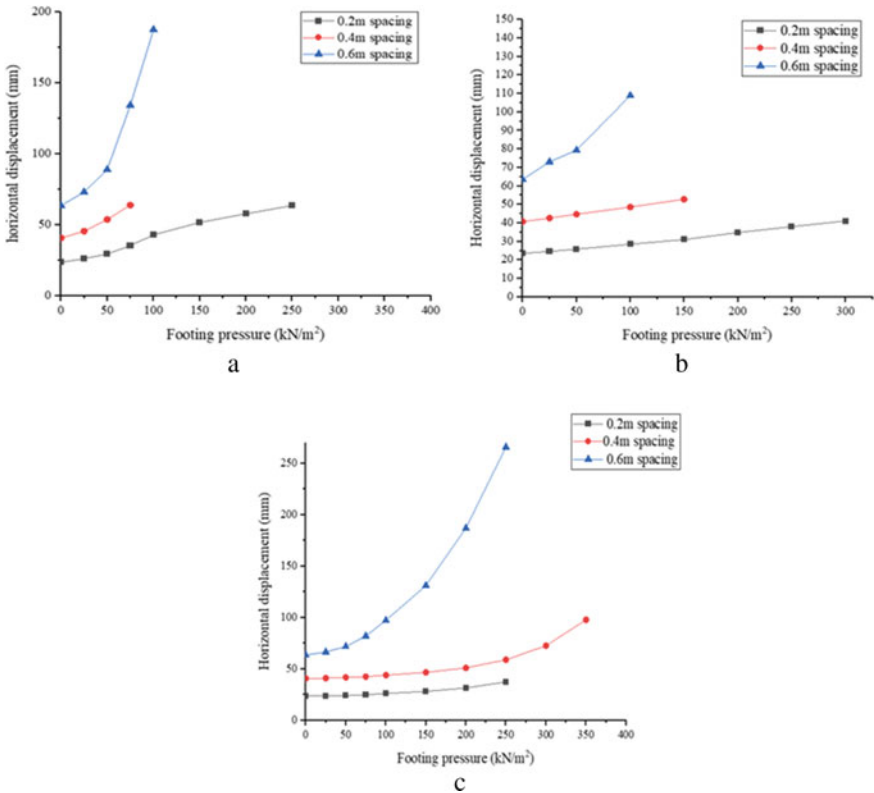 200
150
100
50
0
horizontal displacement (mm)
0.2m spacing
0.4m spacing
0.6m spacing
0 50 100 150 200 250 300 350 400
Footing pressure (kN/m²)
a
150
140
130
120
110
100
90
80
70
60
50
40
30
20
10
0
Horizontal displacement (mm)
0.2m spacing
0.4m spacing
0.6m spacing
0 50 100 150 200 250 300
Footing pressure (kN/m²)
b
250
200
150
100
50
0
Horizontal displacement (mm)
0.2m spacing
0.4m spacing
0.6m spacing
0 50 100 150 200 250 300 350 400
Footing pressure (kN/m²)
c